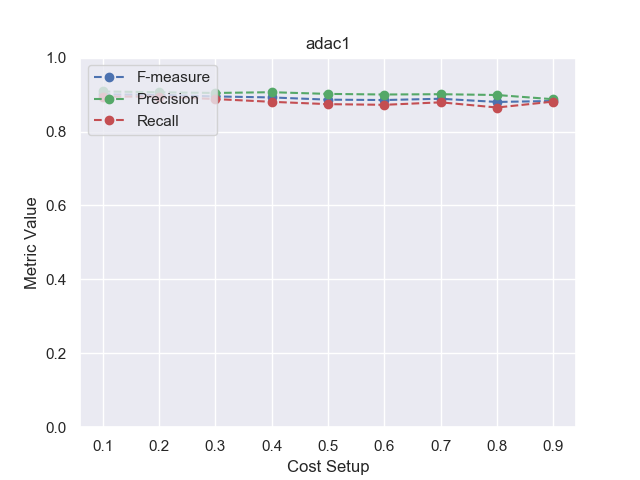 adac1
F-measure
Precision
Recall
1.0
0.8
0.6
0.4
0.2
0.0
Metric Value
0.1 0.2 0.3 0.4 0.5 0.6 0.7 0.8 0.9
Cost Setup